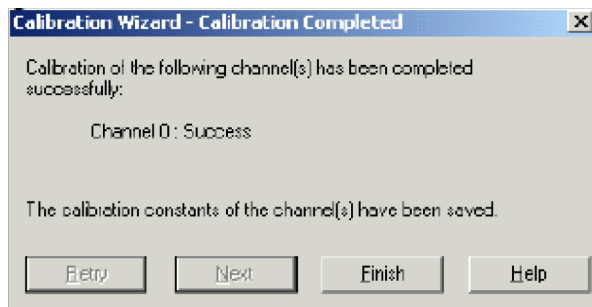 Calibration Wizard - Calibration Completed
Calibration of the following channel(s) has been completed
successfully:
Channel 0 : Success
The calibration constants of the channel(s) have been saved.
Retry Next Finish Help